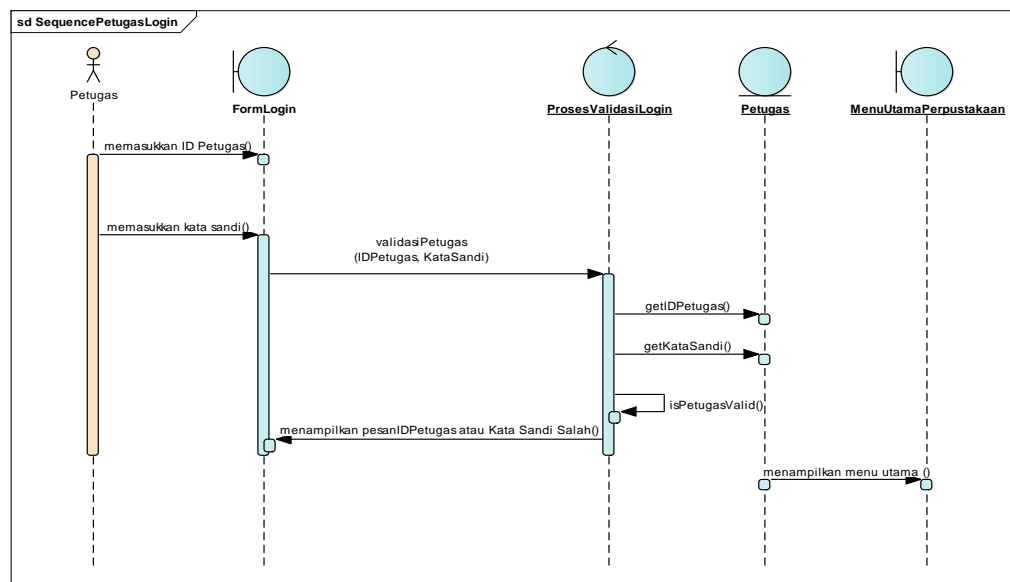 sd SequencePetugasLogin
Petugas
FormLogin
ProsesValidasiLogin
Petugas
MenuUtamaPerpustakaan
memasukkan ID Petugas()
memasukkan kata sandi()
validasiPetugas
(IDPetugas, KataSandi)
getIDPetugas()
getKataSandi()
isPetugasValid()
menampilkan pesanIDPetugas atau Kata Sandi Salah()
menampilkan menu utama ()